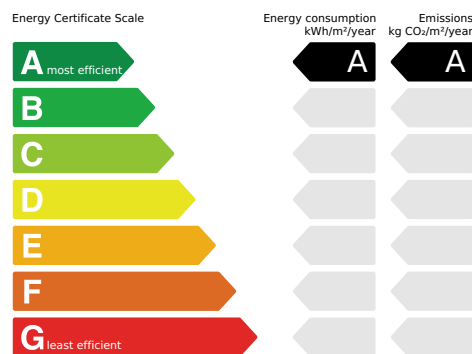 Energy Certificate Scale
Energy consumption
kWh/m²/year
Emissions
kg CO₂/m²/year
A most efficient
A
A
B
C
D
E
F
G least efficient